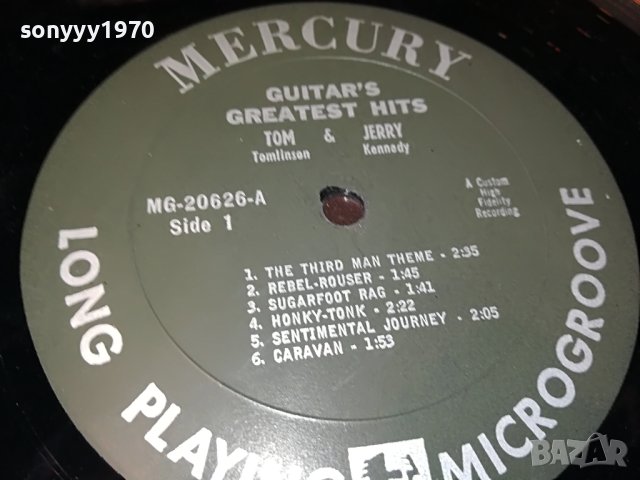 sonyyy1970
MERCURY
GUITAR'S
GREATEST HITS
TOM & JERRY
Tomlinson Kennedy
MG-20626-A
Side 1
A Custom
High
Fidelity
Recording
1. THE THIRD MAN THEME - 2:35
2. REBEL-ROUSER - 1:45
3. SUGARFOOT RAG - 1:41
4. HONKY-TONK - 2:22
5. SENTIMENTAL JOURNEY - 2:05
6. CARAVAN - 1:53
LONG PLAYING MICROGROOVE
BAZAR